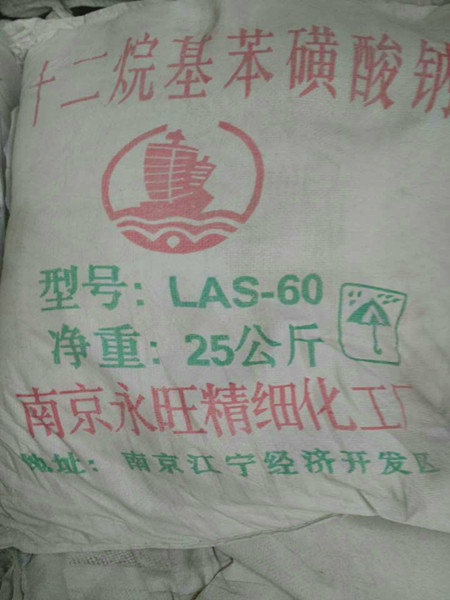 十二烷基苯磺酸钠
型号：LAS-60
净重：25公斤
南京永旺精细化工厂
地址：南京江宁经济开发区